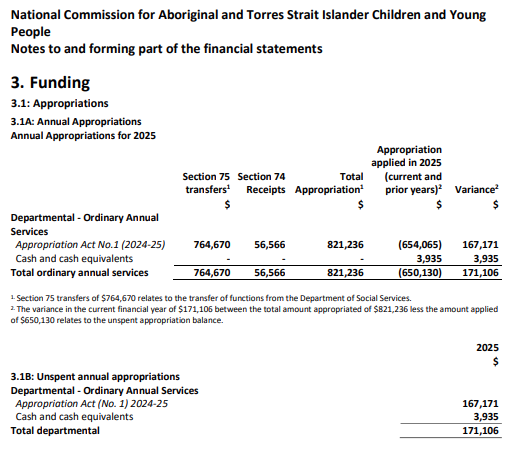 National Commission for Aboriginal and Torres Strait Islander Children and Young
People
Notes to and forming part of the financial statements
3. Funding
3.1: Appropriations
3.1A: Annual Appropriations
Annual Appropriations for 2025
Appropriation
applied in 2025
Section 75 Section 74 Total (current and
transfers¹ Receipts Appropriation¹ prior years)² Variance²
$ $ $ $
Departmental - Ordinary Annual
Services
Appropriation Act No.1 (2024-25) 764,670 56,566 821,236 (654,065) 167,171
Cash and cash equivalents - - - 3,935 3,935
Total ordinary annual services 764,670 56,566 821,236 (650,130) 171,106
¹· Section 75 transfers of $764,670 relates to the transfer of functions from the Department of Social Services.
²· The variance in the current financial year of $171,106 between the total amount appropriated of $821,236 less the amount applied
of $650,130 relates to the unspent appropriation balance.
2025
$
3.1B: Unspent annual appropriations
Departmental - Ordinary Annual Services
Appropriation Act (No. 1) 2024-25 167,171
Cash and cash equivalents 3,935
Total departmental 171,106